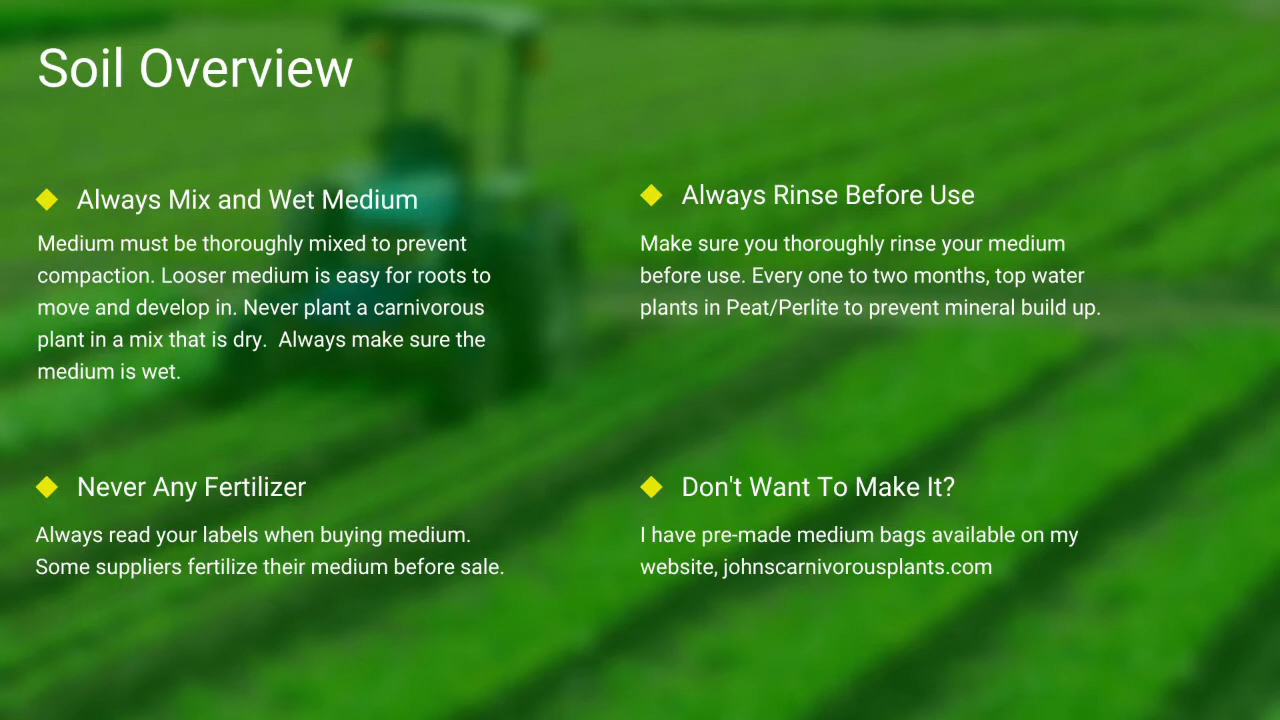 Soil Overview
Always Mix and Wet Medium
Medium must be thoroughly mixed to prevent
compaction. Looser medium is easy for roots to
move and develop in. Never plant a carnivorous
plant in a mix that is dry.  Always make sure the
medium is wet.
Always Rinse Before Use
Make sure you thoroughly rinse your medium
before use. Every one to two months, top water
plants in Peat/Perlite to prevent mineral build up.
Never Any Fertilizer
Always read your labels when buying medium.
Some suppliers fertilize their medium before sale.
Don't Want To Make It?
I have pre-made medium bags available on my
website, johnscarnivorousplants.com